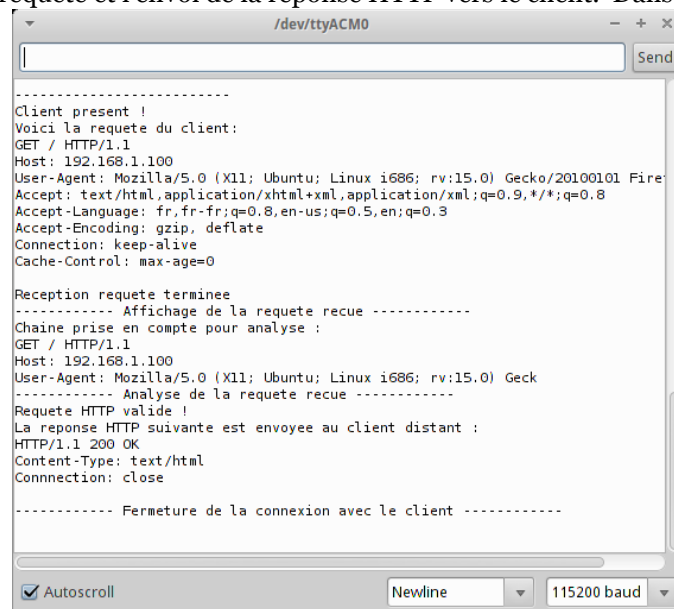 requête et l'envoi de la réponse HTTP vers le client. Dans
/dev/ttyACM0
Send
--------------------------
Client present !
Voici la requete du client:
GET / HTTP/1.1
Host: 192.168.1.100
User-Agent: Mozilla/5.0 (X11; Ubuntu; Linux i686; rv:15.0) Gecko/20100101 Firef
Accept: text/html,application/xhtml+xml,application/xml;q=0.9,*/*;q=0.8
Accept-Language: fr,fr-fr;q=0.8,en-us;q=0.5,en;q=0.3
Accept-Encoding: gzip, deflate
Connection: keep-alive
Cache-Control: max-age=0
Reception requete terminee
------------ Affichage de la requete recue ------------
Chaine prise en compte pour analyse :
GET / HTTP/1.1
Host: 192.168.1.100
User-Agent: Mozilla/5.0 (X11; Ubuntu; Linux i686; rv:15.0) Geck
------------ Analyse de la requete recue ------------
Requete HTTP valide !
La reponse HTTP suivante est envoyee au client distant :
HTTP/1.1 200 OK
Content-Type: text/html
Connnection: close
------------ Fermeture de la connexion avec le client ------------
Autoscroll
Newline
115200 baud